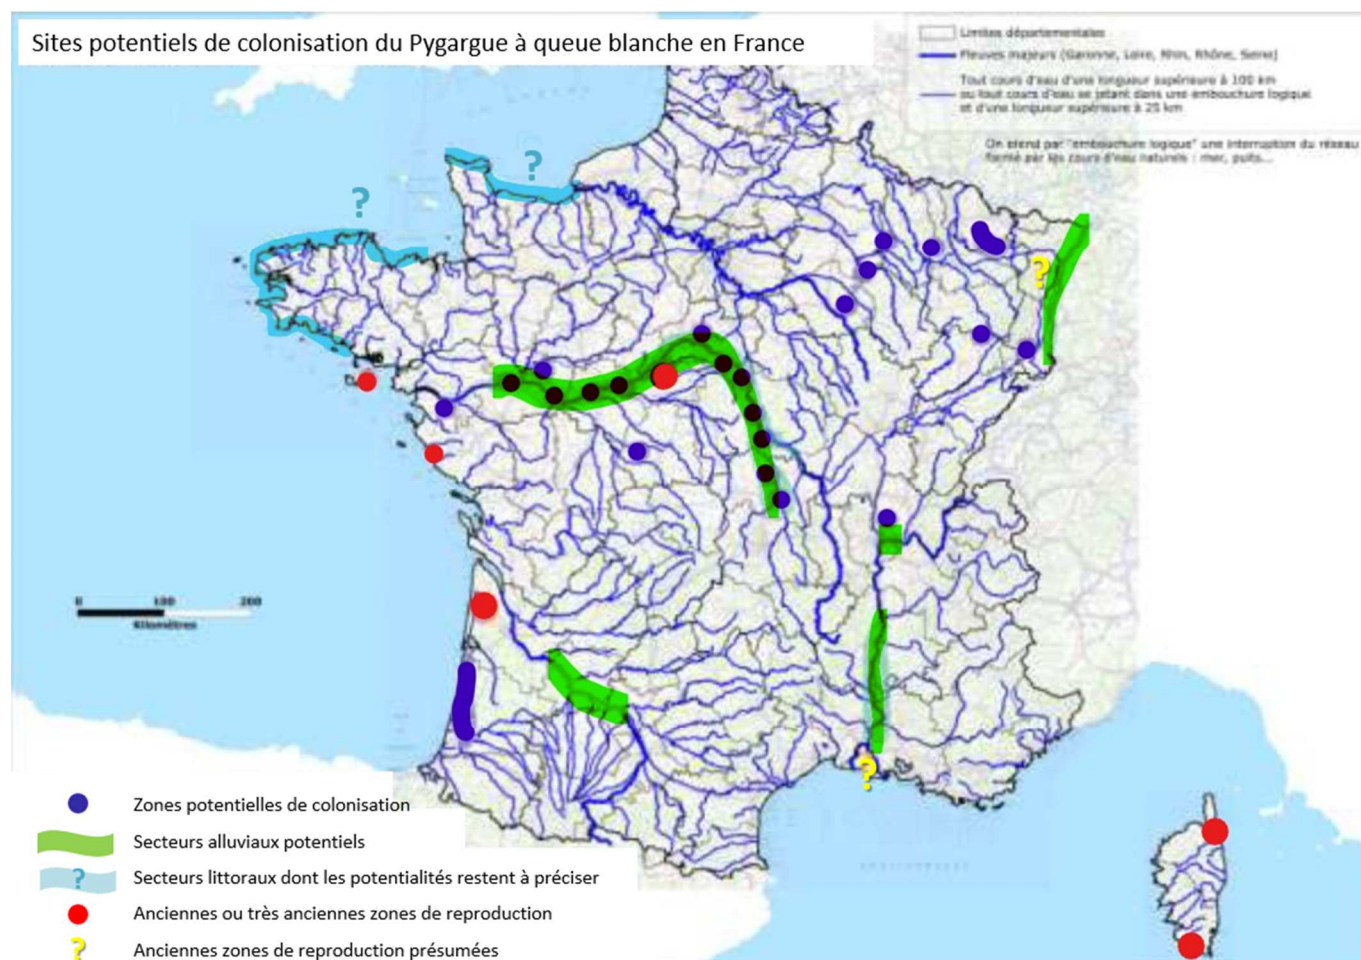 Sites potentiels de colonisation du Pygargue à queue blanche en France
Limites départementales
Fleuves majeurs (Garonne, Loire, Rhin, Rhône, Seine)
Tout cours d'eau d'une longueur supérieure à 100 km
ou tout cours d'eau se jetant dans une embouchure logique
et d'une longueur supérieure à 25 km
On entend par "embouchure logique" une interruption du réseau
formé par les cours d'eau naturels : mer, puits...
?
?
?
?
0 100 200
Kilomètres
Zones potentielles de colonisation
Secteurs alluviaux potentiels
? Secteurs littoraux dont les potentialités restent à préciser
Anciennes ou très anciennes zones de reproduction
? Anciennes zones de reproduction présumées